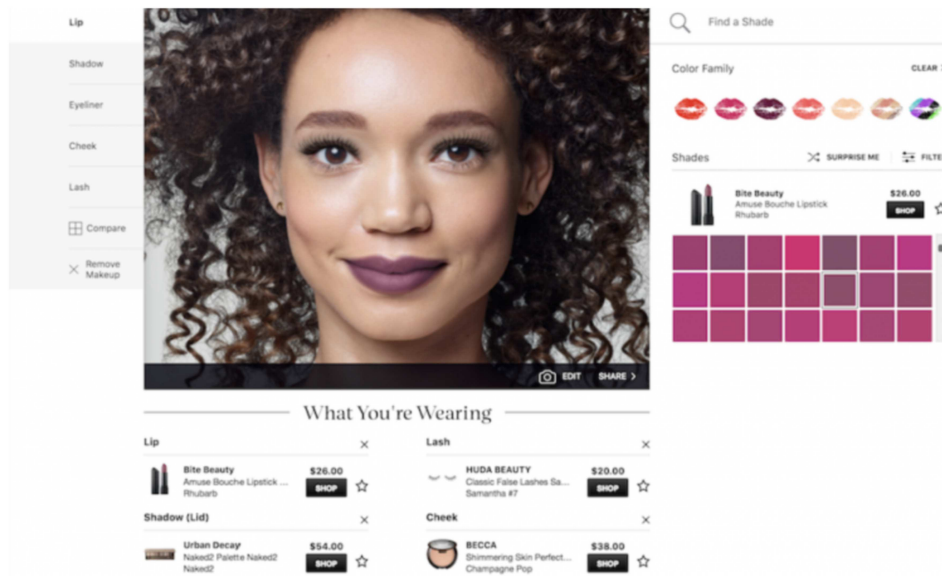 Lip
Shadow
Eyeliner
Cheek
Lash
Compare
Remove
Makeup
EDIT SHARE
Find a Shade
Color Family CLEAR
Shades SURPRISE ME FILTE
Bite Beauty $26.00
Amuse Bouche Lipstick SHOP
Rhubarb
What You're Wearing
Lip
Bite Beauty $26.00
Amuse Bouche Lipstick ... SHOP
Rhubarb
Lash
HUDA BEAUTY $20.00
Classic False Lashes Sa... SHOP
Samantha #7
Shadow (Lid)
Urban Decay $54.00
Naked2 Palette Naked2 SHOP
Naked2
Cheek
BECCA $38.00
Shimmering Skin Perfect... SHOP
Champagne Pop